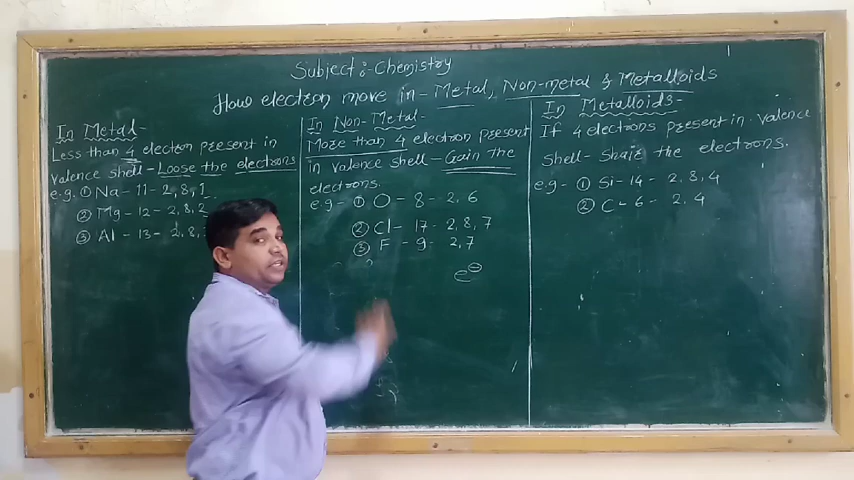 Subject:- Chemistry
How electron move in - Metal, Non-metal & Metalloids
In Metal -
Less than 4 electron present in
valence shell - Loose the electrons
e.g. ① Na - 11 - 2, 8, 1
② Mg - 12 - 2, 8, 2
③ Al - 13 - 2, 8,
In Non-Metal -
More than 4 electron present
in valence shell - Gain the
electrons.
e.g - ① O - 8 - 2, 6
② Cl - 17 - 2, 8, 7
③ F - 9 - 2, 7
e⊖
In Metalloids -
If 4 electrons present in valence
shell - Share the electrons.
e.g - ① Si - 14 - 2, 8, 4
② C - 6 - 2, 4